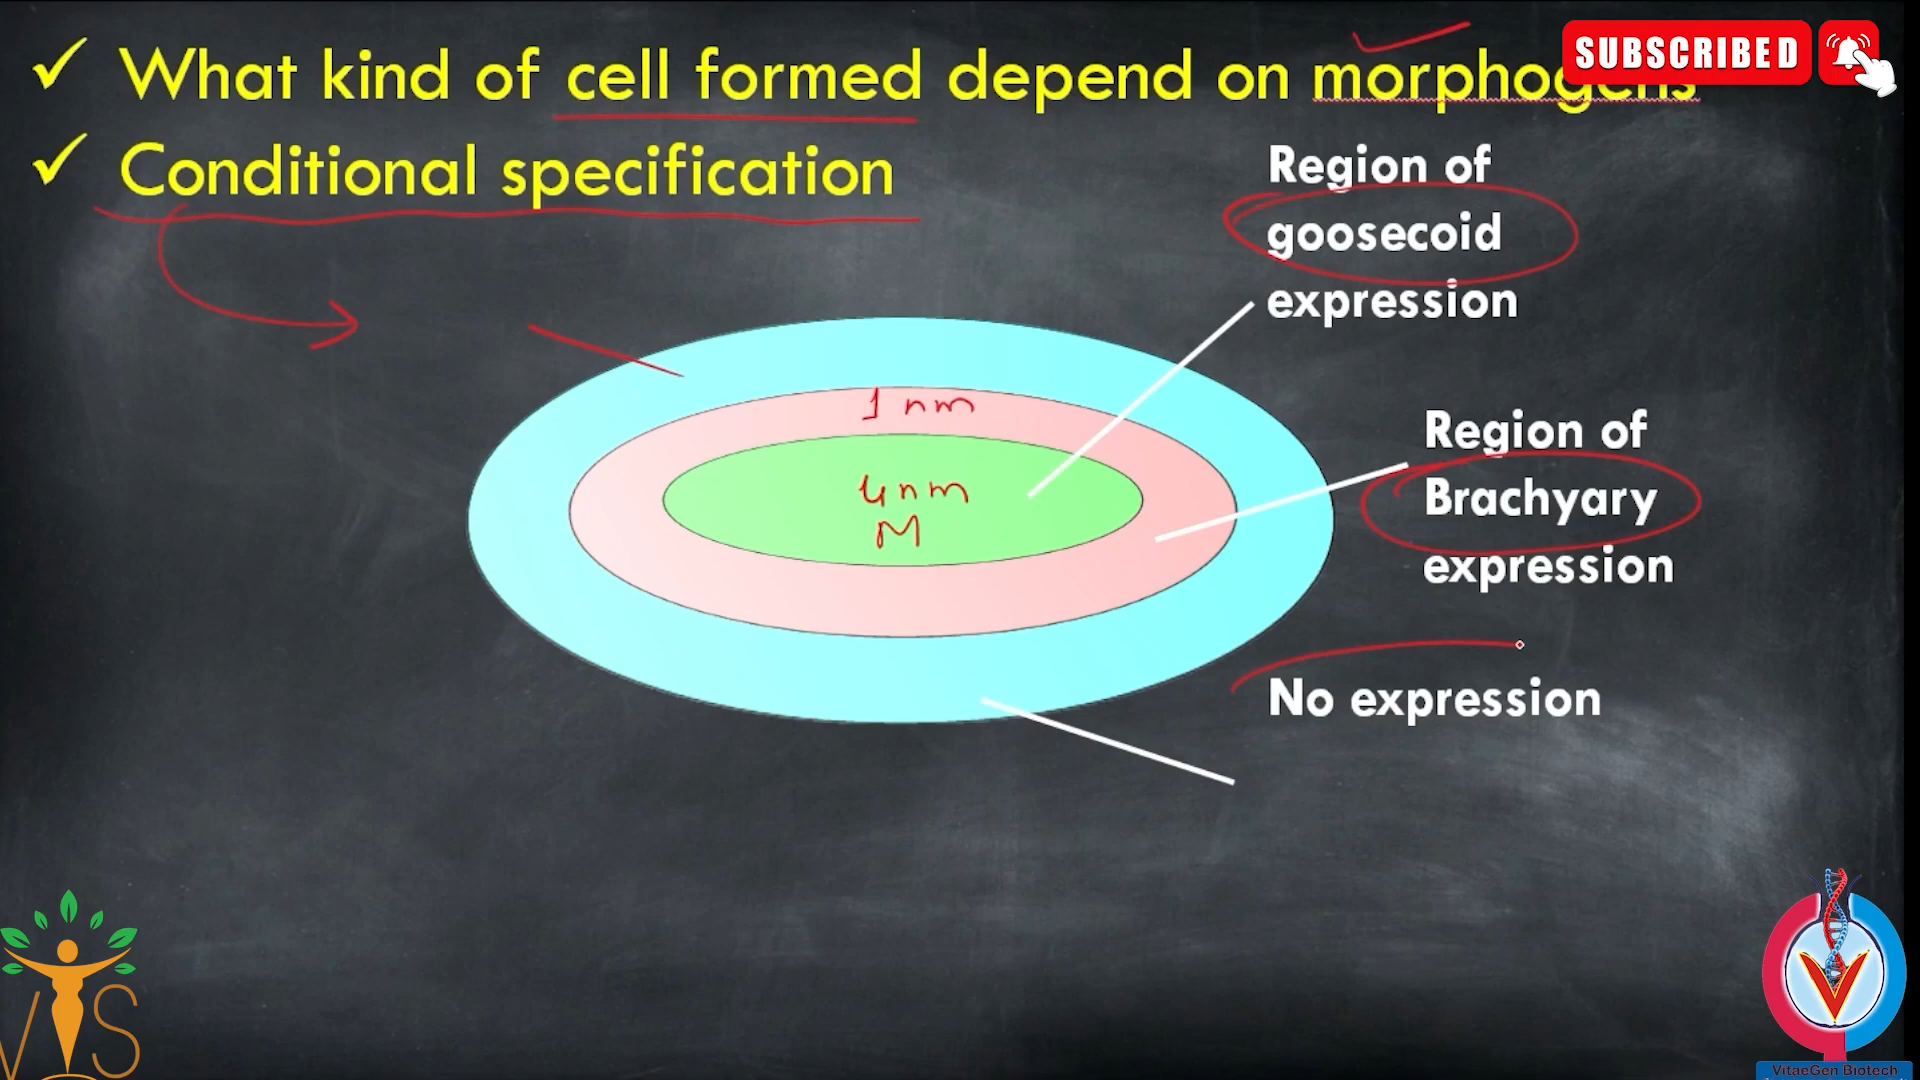 ✓ What kind of cell formed depend on morphogens
SUBSCRIBED
✓ Conditional specification
Region of
goosecoid
expression
1 nm
4 nm
M
Region of
Brachyary
expression
No expression
VIS
V
VitaeGen Biotech